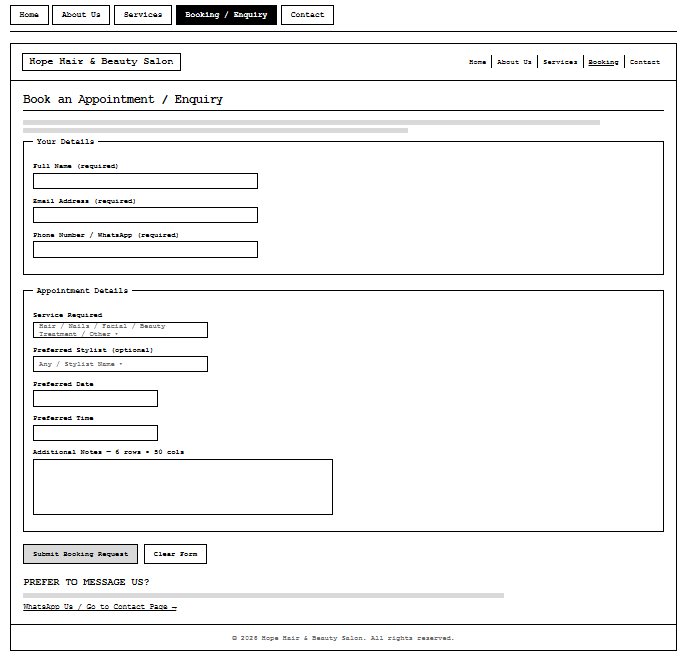 Home
About Us
Services
Booking / Enquiry
Contact
Hope Hair & Beauty Salon
Home
About Us
Services
Booking
Contact
Book an Appointment / Enquiry
Your Details
Full Name (required)
Email Address (required)
Phone Number / WhatsApp (required)
Appointment Details
Service Required
Hair / Nails / Facial / Beauty
Treatment / Other ▾
Preferred Stylist (optional)
Any / Stylist Name ▾
Preferred Date
Preferred Time
Additional Notes — 6 rows × 50 cols
Submit Booking Request
Clear Form
PREFER TO MESSAGE US?
WhatsApp Us / Go to Contact Page →
© 2026 Hope Hair & Beauty Salon. All rights reserved.